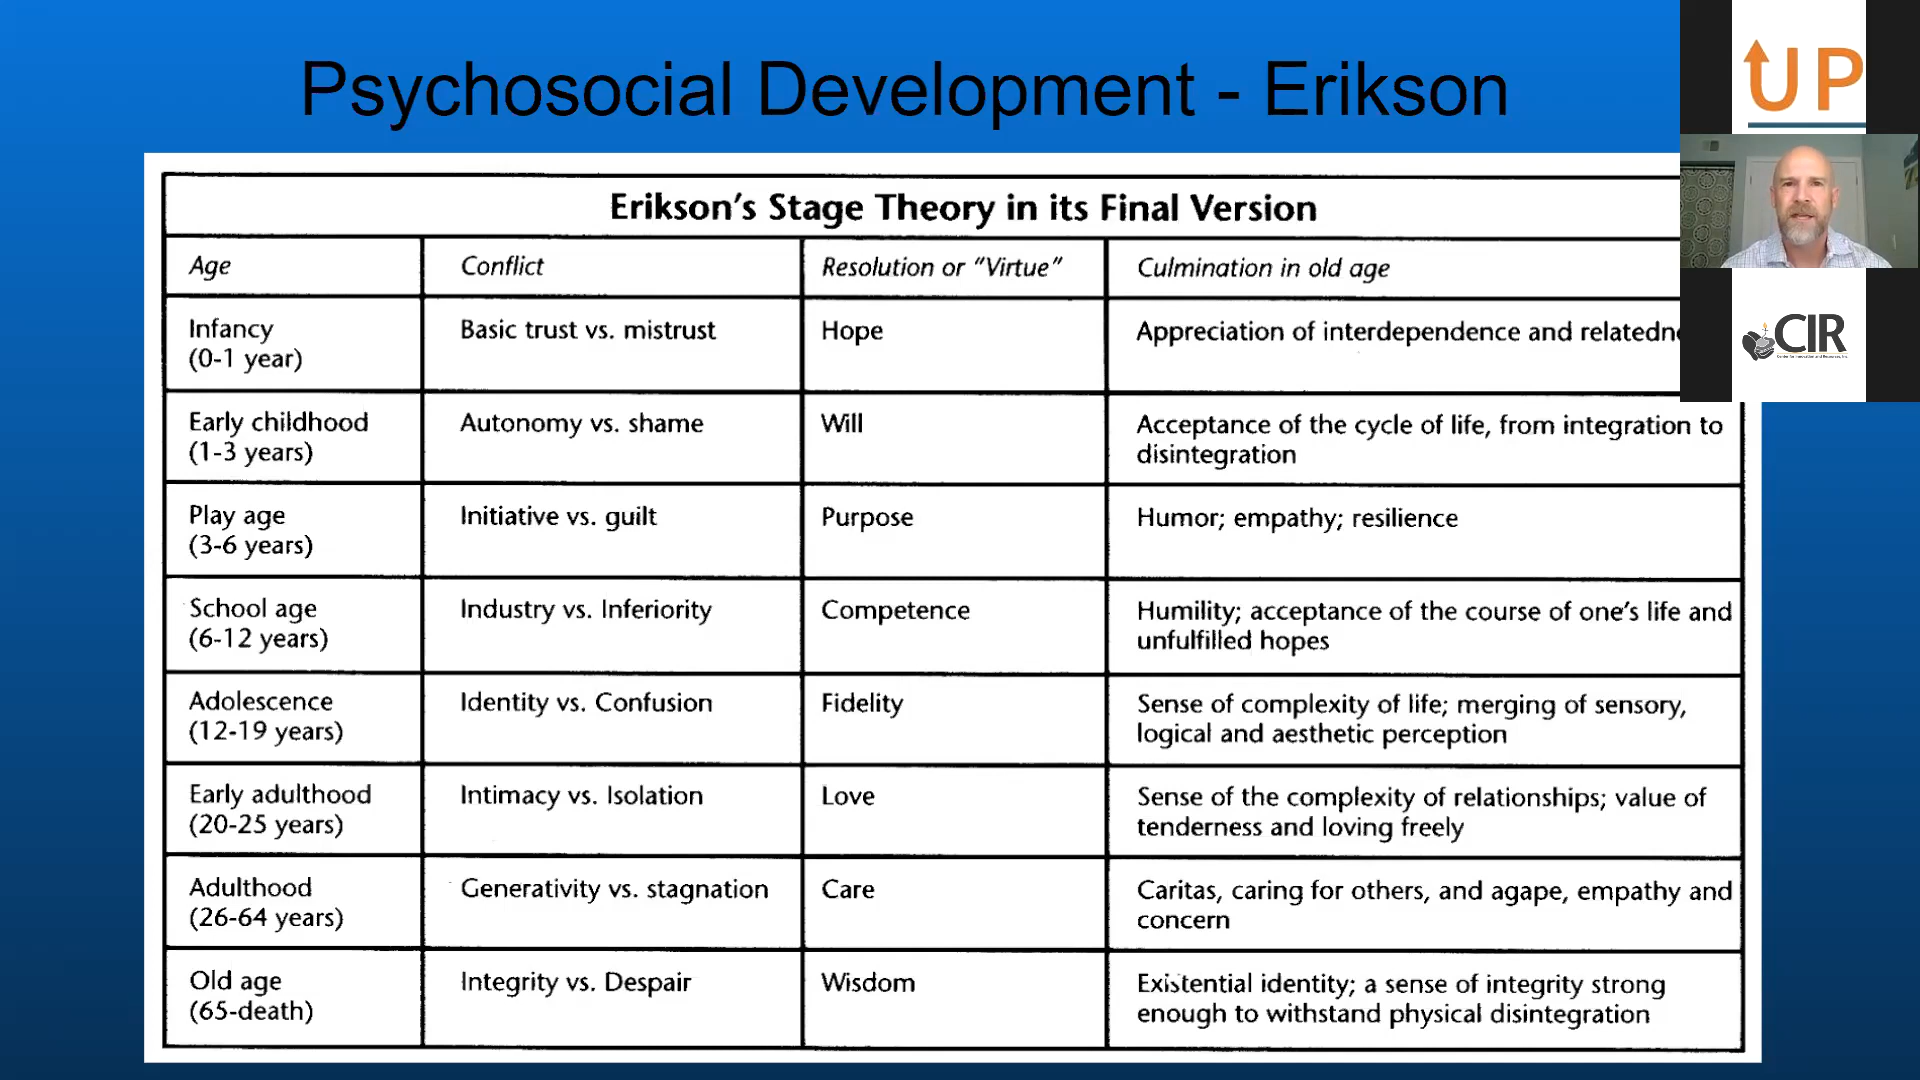 Psychosocial Development - Erikson
UP
Erikson's Stage Theory in its Final Version
Age Conflict Resolution or "Virtue" Culmination in old age
Infancy Basic trust vs. mistrust Hope Appreciation of interdependence and relatedne
(0-1 year)
CIR
Center for Innovation and Resources, Inc.
Early childhood Autonomy vs. shame Will Acceptance of the cycle of life, from integration to
(1-3 years) disintegration
Play age Initiative vs. guilt Purpose Humor; empathy; resilience
(3-6 years)
School age Industry vs. Inferiority Competence Humility; acceptance of the course of one's life and
(6-12 years) unfulfilled hopes
Adolescence Identity vs. Confusion Fidelity Sense of complexity of life; merging of sensory,
(12-19 years) logical and aesthetic perception
Early adulthood Intimacy vs. Isolation Love Sense of the complexity of relationships; value of
(20-25 years) tenderness and loving freely
Adulthood Generativity vs. stagnation Care Caritas, caring for others, and agape, empathy and
(26-64 years) concern
Old age Integrity vs. Despair Wisdom Existential identity; a sense of integrity strong
(65-death) enough to withstand physical disintegration